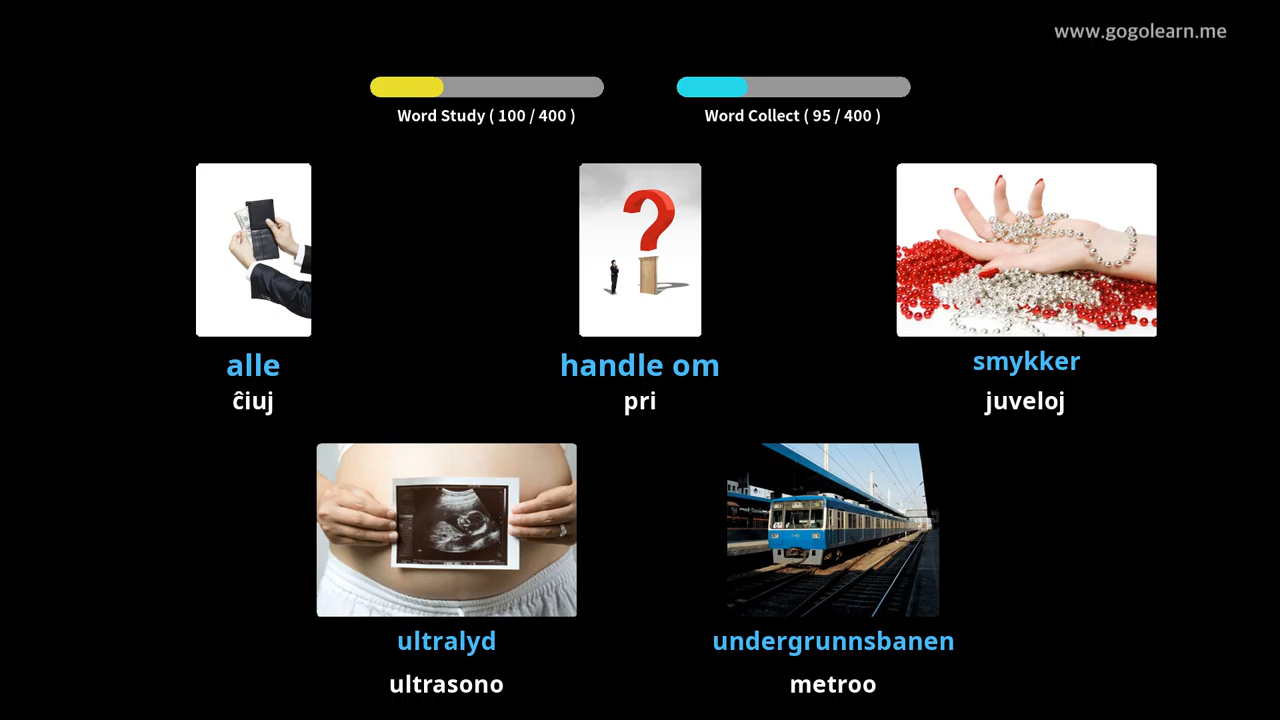 www.gogolearn.me
Word Study ( 100 / 400 )
Word Collect ( 95 / 400 )
alle
ĉiuj
handle om
pri
smykker
juveloj
ultralyd
ultrasono
undergrunnsbanen
metroo